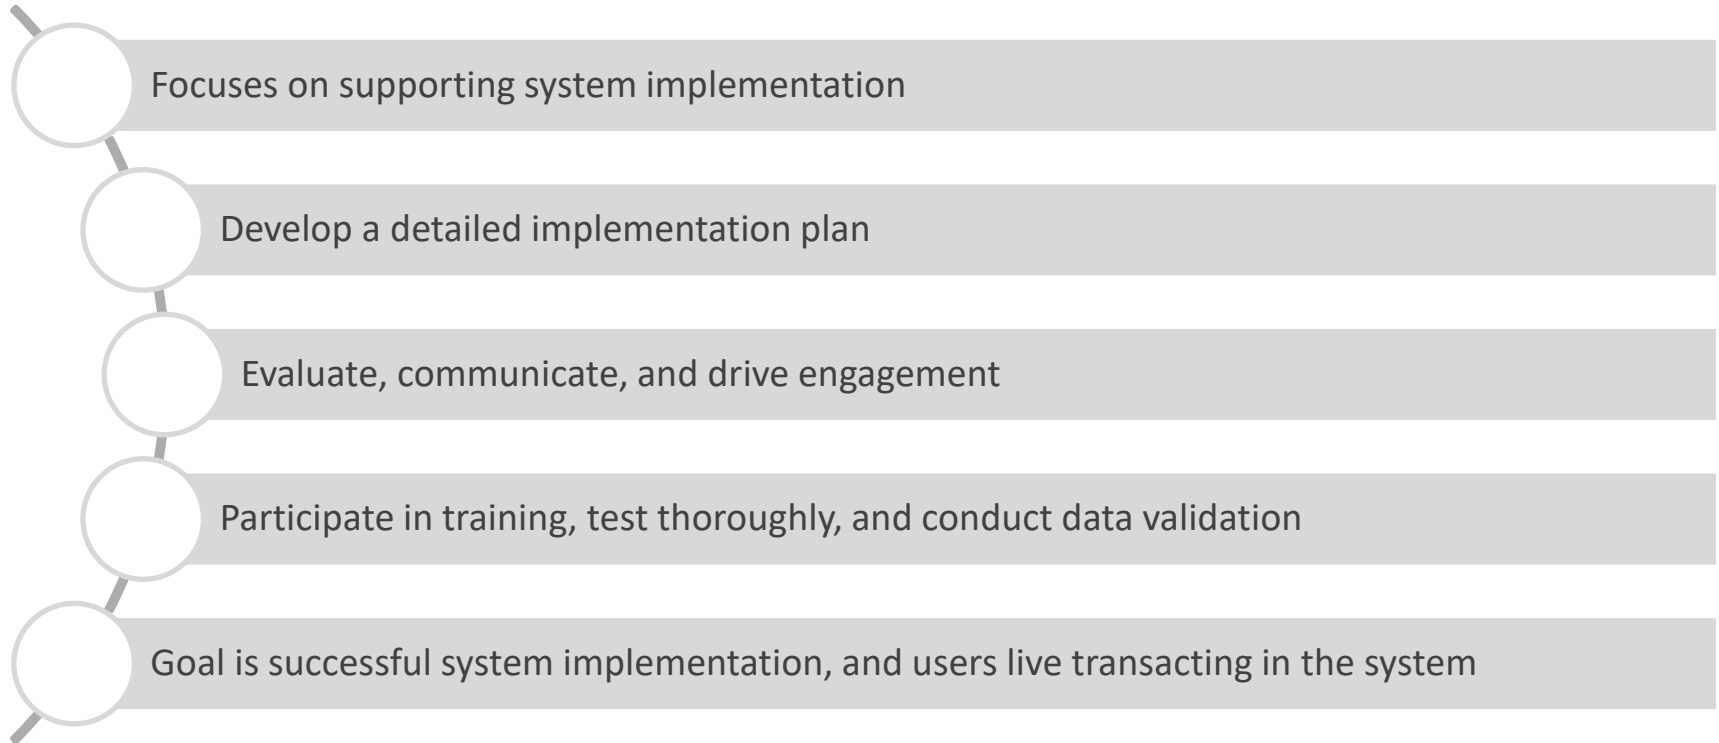 Focuses on supporting system implementation
Develop a detailed implementation plan
Evaluate, communicate, and drive engagement
Participate in training, test thoroughly, and conduct data validation
Goal is successful system implementation, and users live transacting in the system